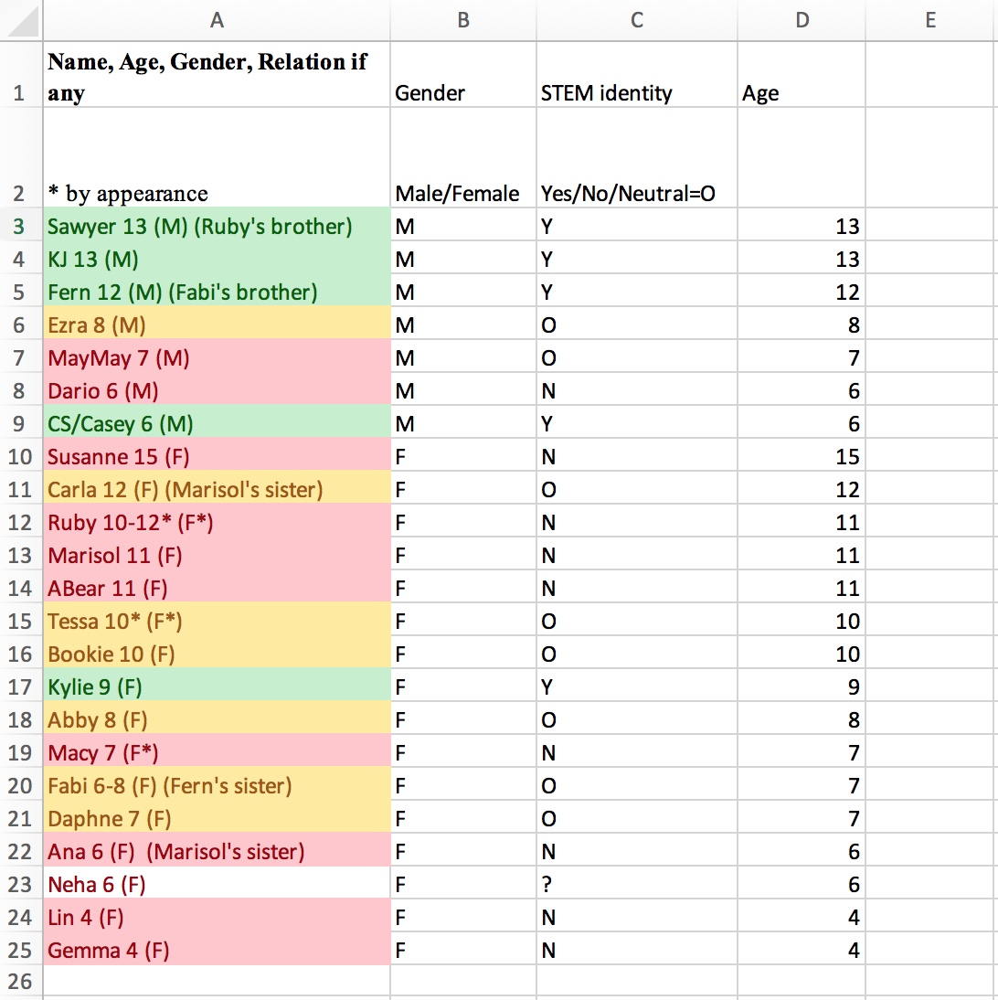 A B C D E
1 Name, Age, Gender, Relation if
any Gender STEM identity Age
2 * by appearance Male/Female Yes/No/Neutral=O
3 Sawyer 13 (M) (Ruby's brother) M Y 13
4 KJ 13 (M) M Y 13
5 Fern 12 (M) (Fabi's brother) M Y 12
6 Ezra 8 (M) M O 8
7 MayMay 7 (M) M O 7
8 Dario 6 (M) M N 6
9 CS/Casey 6 (M) M Y 6
10 Susanne 15 (F) F N 15
11 Carla 12 (F) (Marisol's sister) F O 12
12 Ruby 10-12* (F*) F N 11
13 Marisol 11 (F) F N 11
14 ABear 11 (F) F N 11
15 Tessa 10* (F*) F O 10
16 Bookie 10 (F) F O 10
17 Kylie 9 (F) F Y 9
18 Abby 8 (F) F O 8
19 Macy 7 (F*) F N 7
20 Fabi 6-8 (F) (Fern's sister) F O 7
21 Daphne 7 (F) F O 7
22 Ana 6 (F)  (Marisol's sister) F N 6
23 Neha 6 (F) F ? 6
24 Lin 4 (F) F N 4
25 Gemma 4 (F) F N 4
26